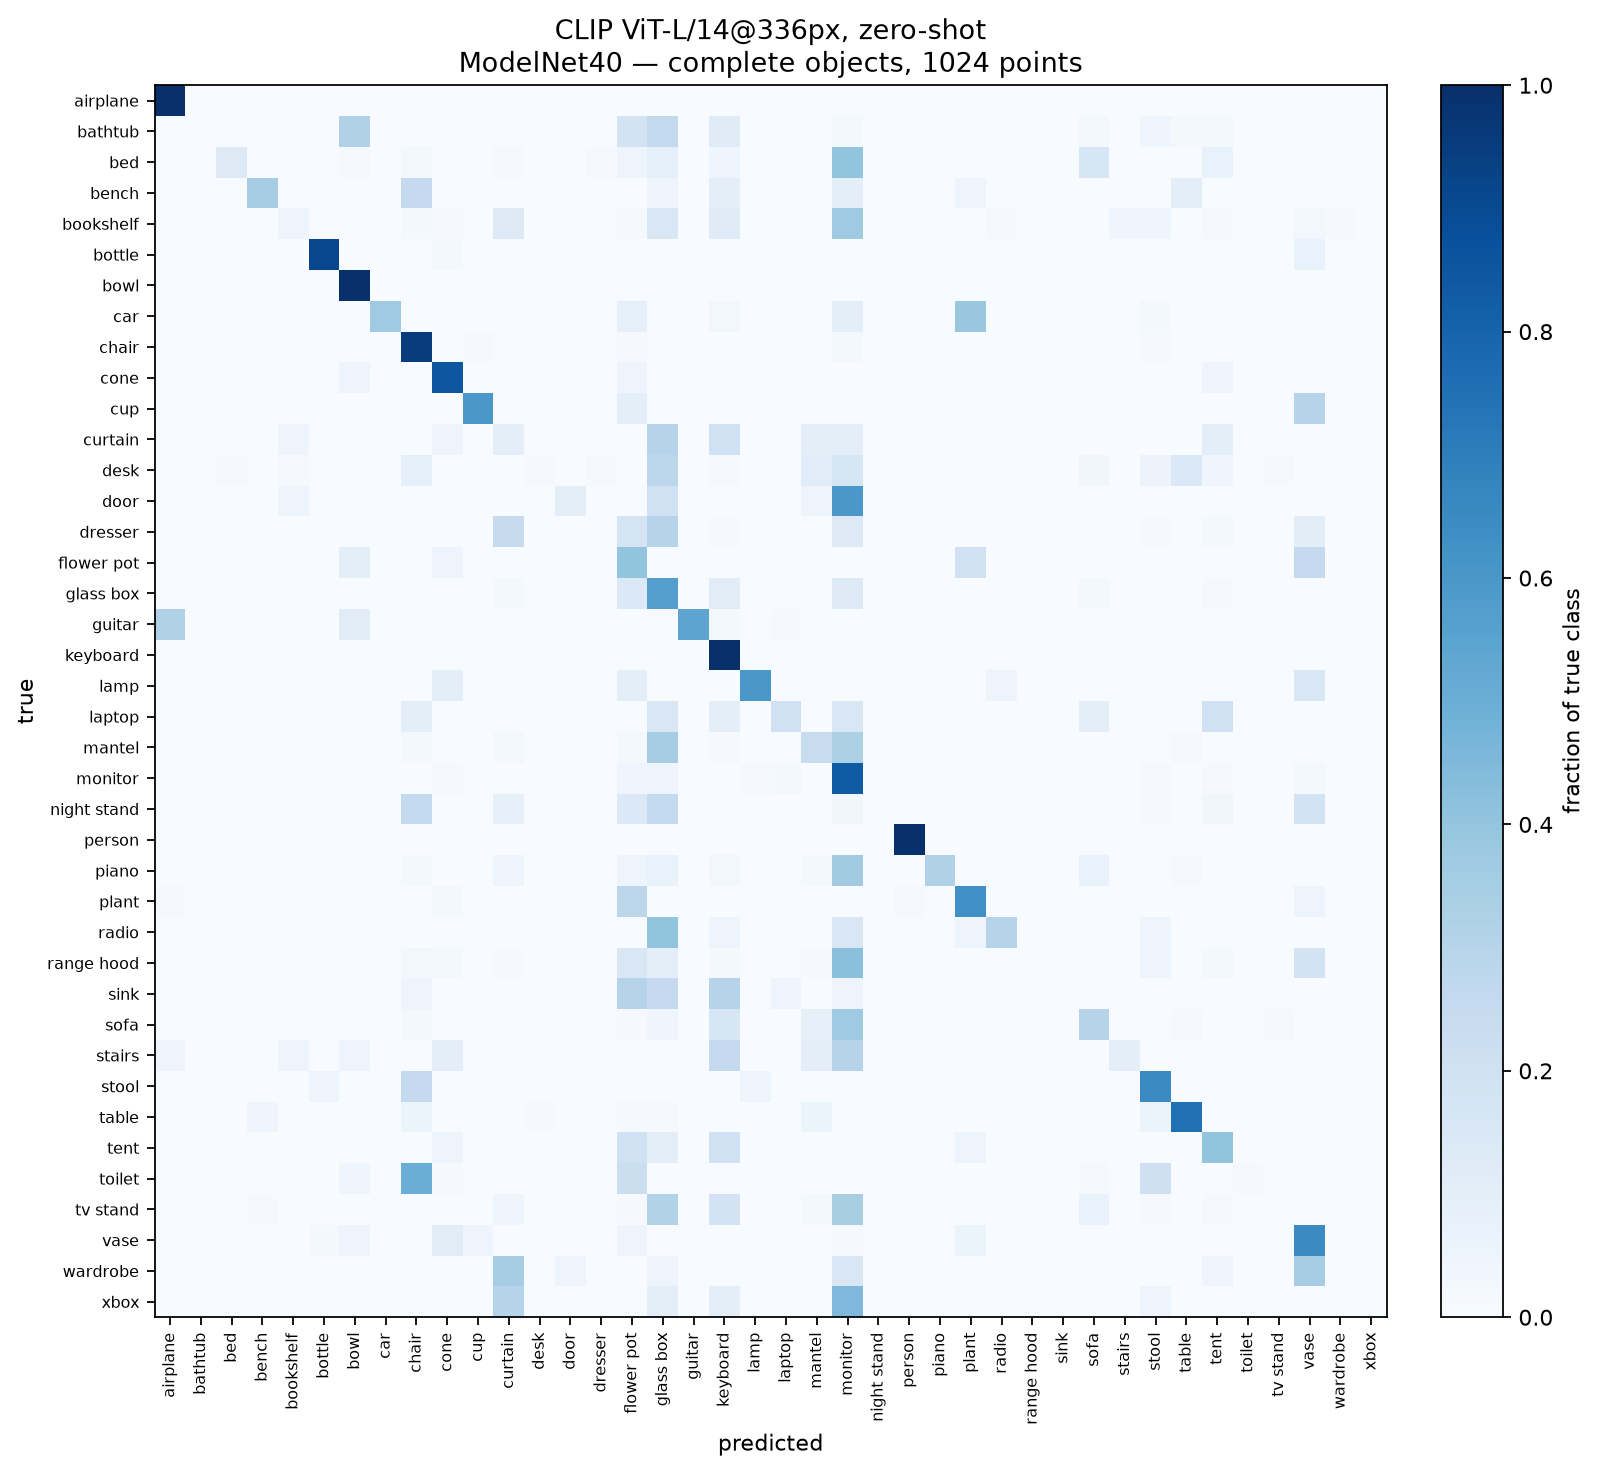 CLIP ViT-L/14@336px, zero-shot
ModelNet40 — complete objects, 1024 points
airplane
bathtub
bed
bench
bookshelf
bottle
bowl
car
chair
cone
cup
curtain
desk
door
dresser
flower pot
glass box
guitar
keyboard
lamp
laptop
mantel
monitor
night stand
person
piano
plant
radio
range hood
sink
sofa
stairs
stool
table
tent
toilet
tv stand
vase
wardrobe
xbox
true
airplane
bathtub
bed
bench
bookshelf
bottle
bowl
car
chair
cone
cup
curtain
desk
door
dresser
flower pot
glass box
guitar
keyboard
lamp
laptop
mantel
monitor
night stand
person
piano
plant
radio
range hood
sink
sofa
stairs
stool
table
tent
toilet
tv stand
vase
wardrobe
xbox
predicted
1.0
0.8
0.6
0.4
0.2
0.0
fraction of true class